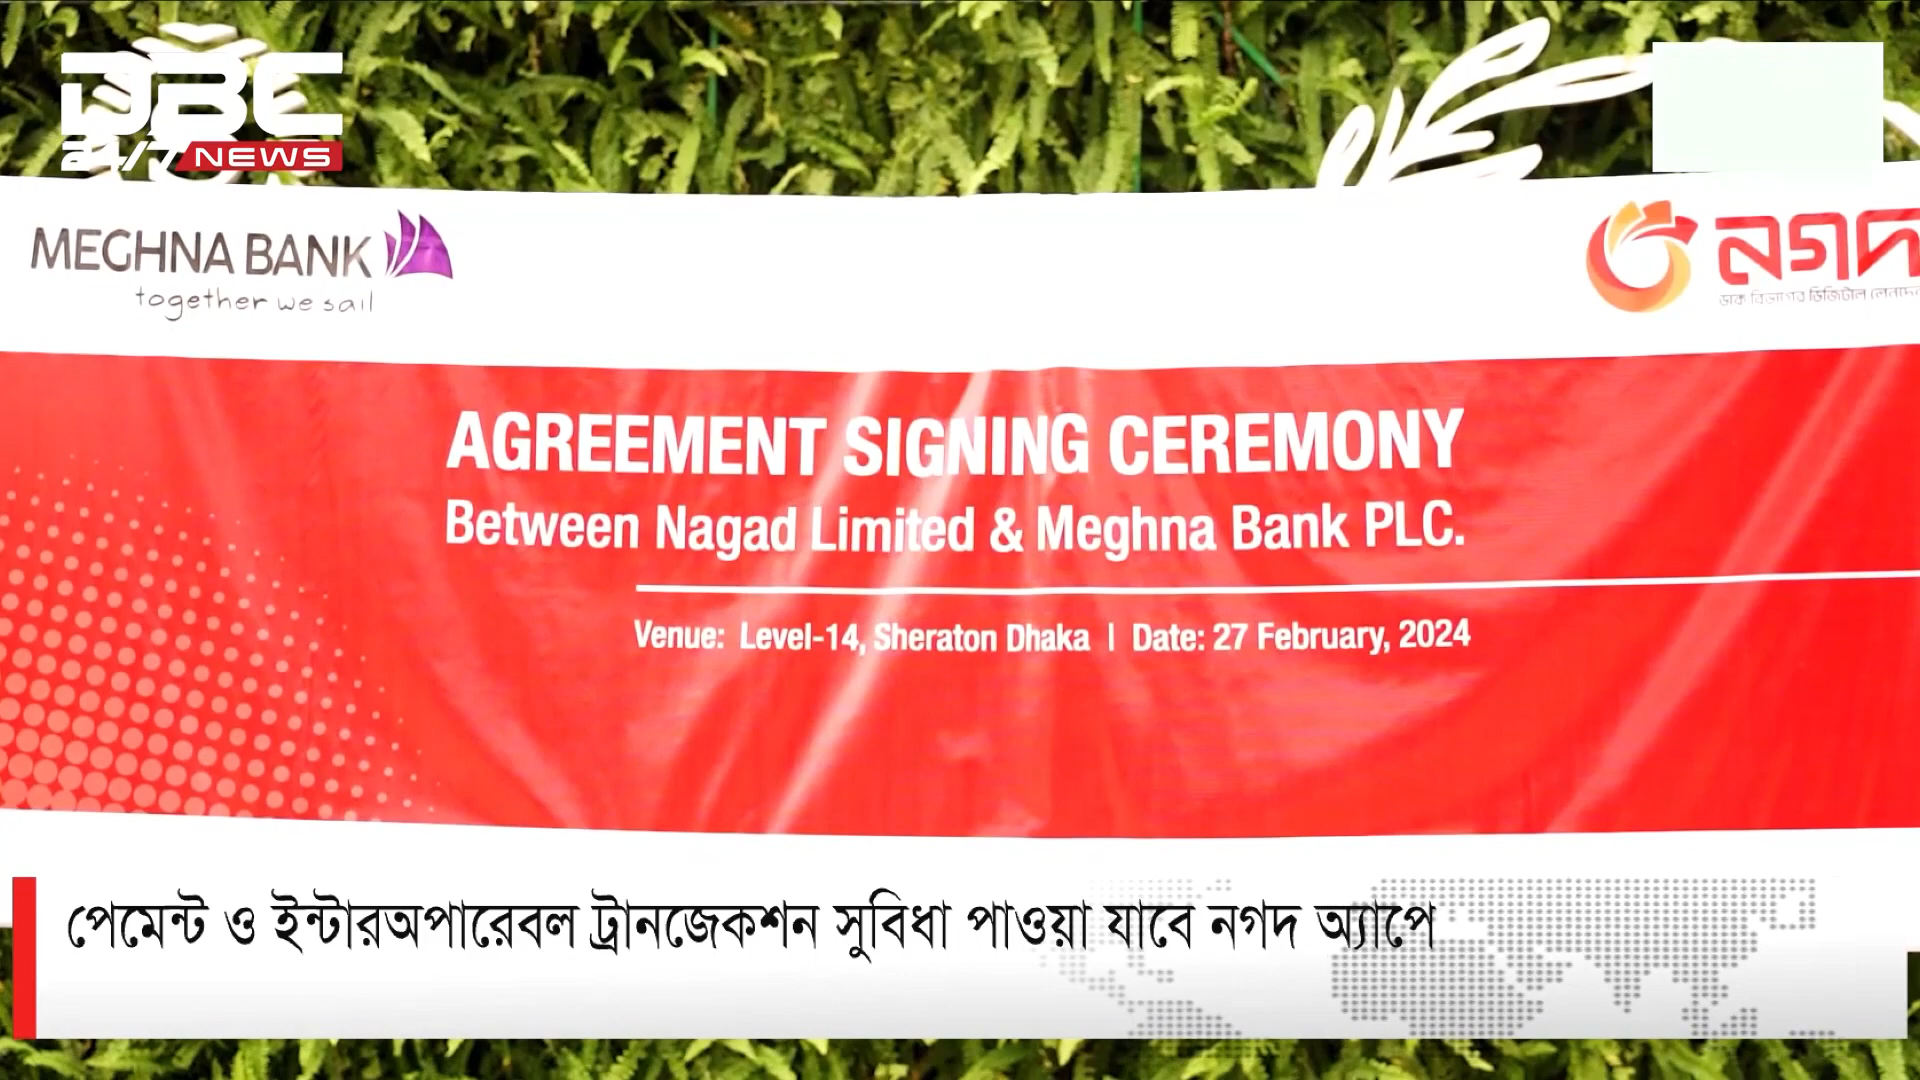 DBC
24/7 NEWS
MEGHNA BANK
together we sail
নগদ
ডাক বিভাগের ডিজিটাল লেনদেন
AGREEMENT SIGNING CEREMONY
Between Nagad Limited & Meghna Bank PLC.
Venue: Level-14, Sheraton Dhaka | Date: 27 February, 2024
পেমেন্ট ও ইন্টারঅপারেবল ট্রানজেকশন সুবিধা পাওয়া যাবে নগদ অ্যাপে